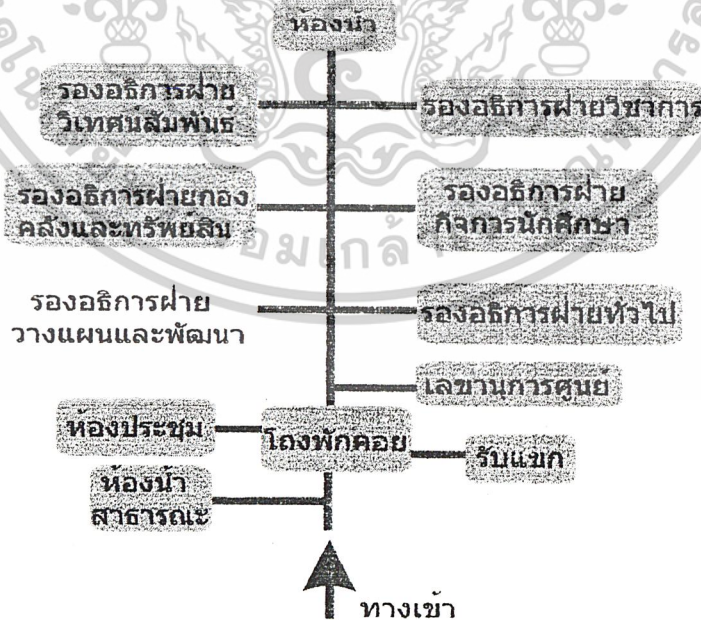 ห้องน้ำ
รองอธิการฝ่าย
วิเทศน์สัมพันธ์
รองอธิการฝ่ายวิชาการ
รองอธิการฝ่ายกอง
คลังและทรัพย์สิน
รองอธิการฝ่าย
กิจการนักศึกษา
รองอธิการฝ่าย
วางแผนและพัฒนา
รองอธิการฝ่ายทั่วไป
เลขานุการศูนย์
ห้องประชุม
โถงพักคอย
รับแขก
ห้องน้ำ
สาธารณะ
ทางเข้า